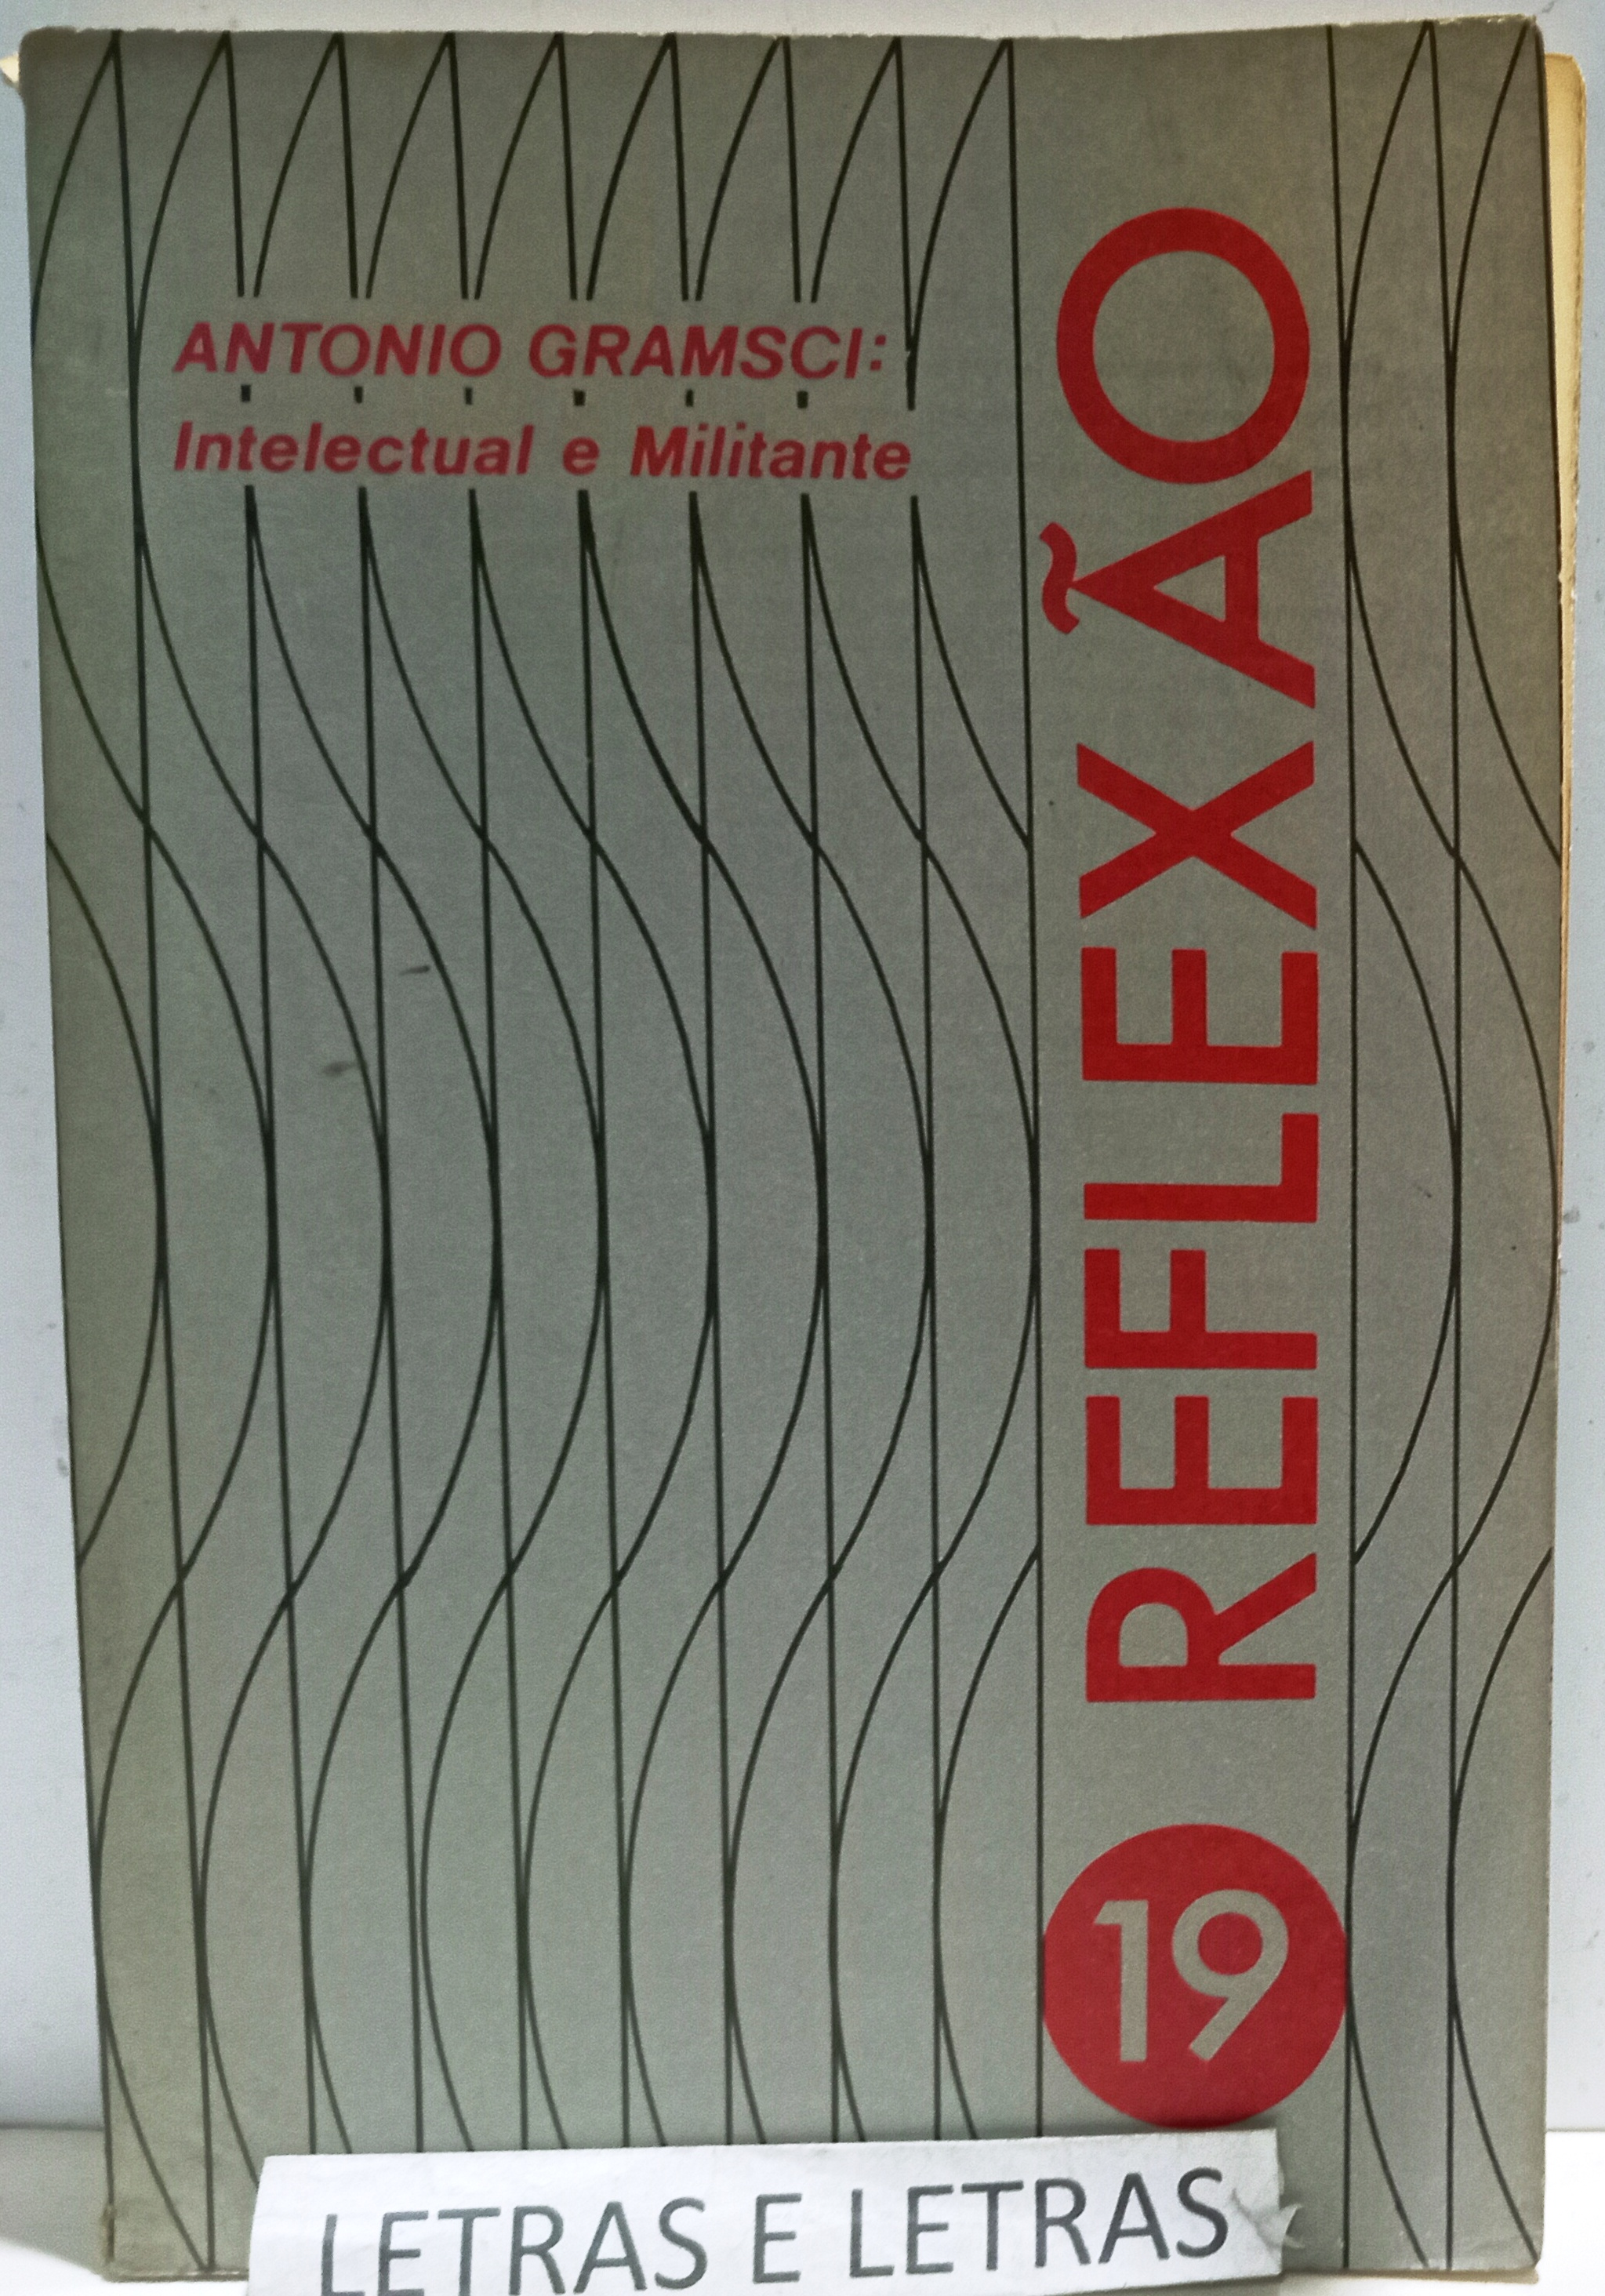 ANTONIO GRAMSCI:
Intelectual e Militante
REFLEXÃO
19
LETRAS E LETRAS